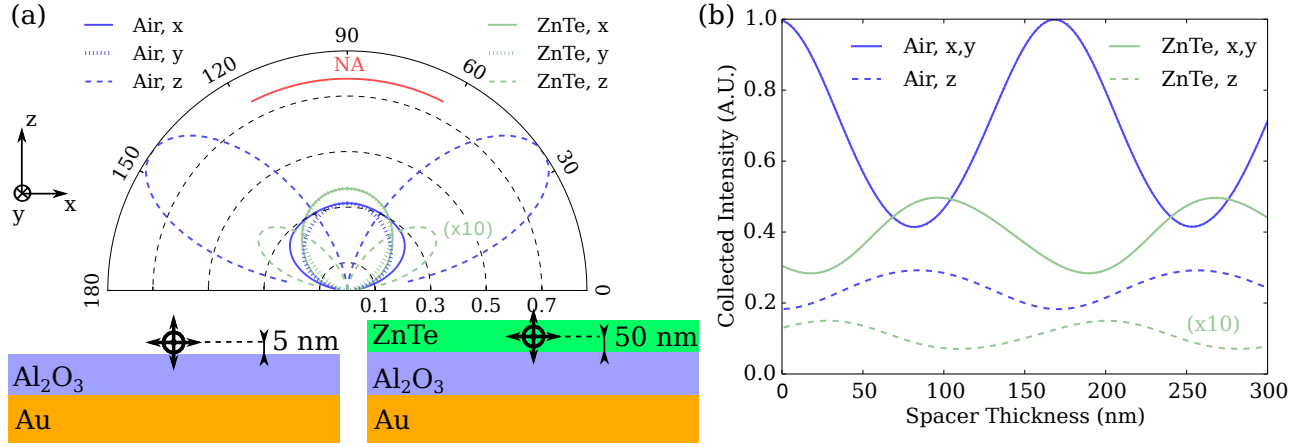 (a)
Air, x
Air, y
Air, z
ZnTe, x
ZnTe, y
ZnTe, z
90
NA
120
60
150
30
180
0
z
y
x
(x10)
0.1 0.3 0.5 0.7
5 nm
Al₂O₃
Au
ZnTe
50 nm
Al₂O₃
Au
(b)
Collected Intensity (A.U.)
1.0
0.8
0.6
0.4
0.2
0.0
Air, x,y
Air, z
ZnTe, x,y
ZnTe, z
(x10)
0 50 100 150 200 250 300
Spacer Thickness (nm)